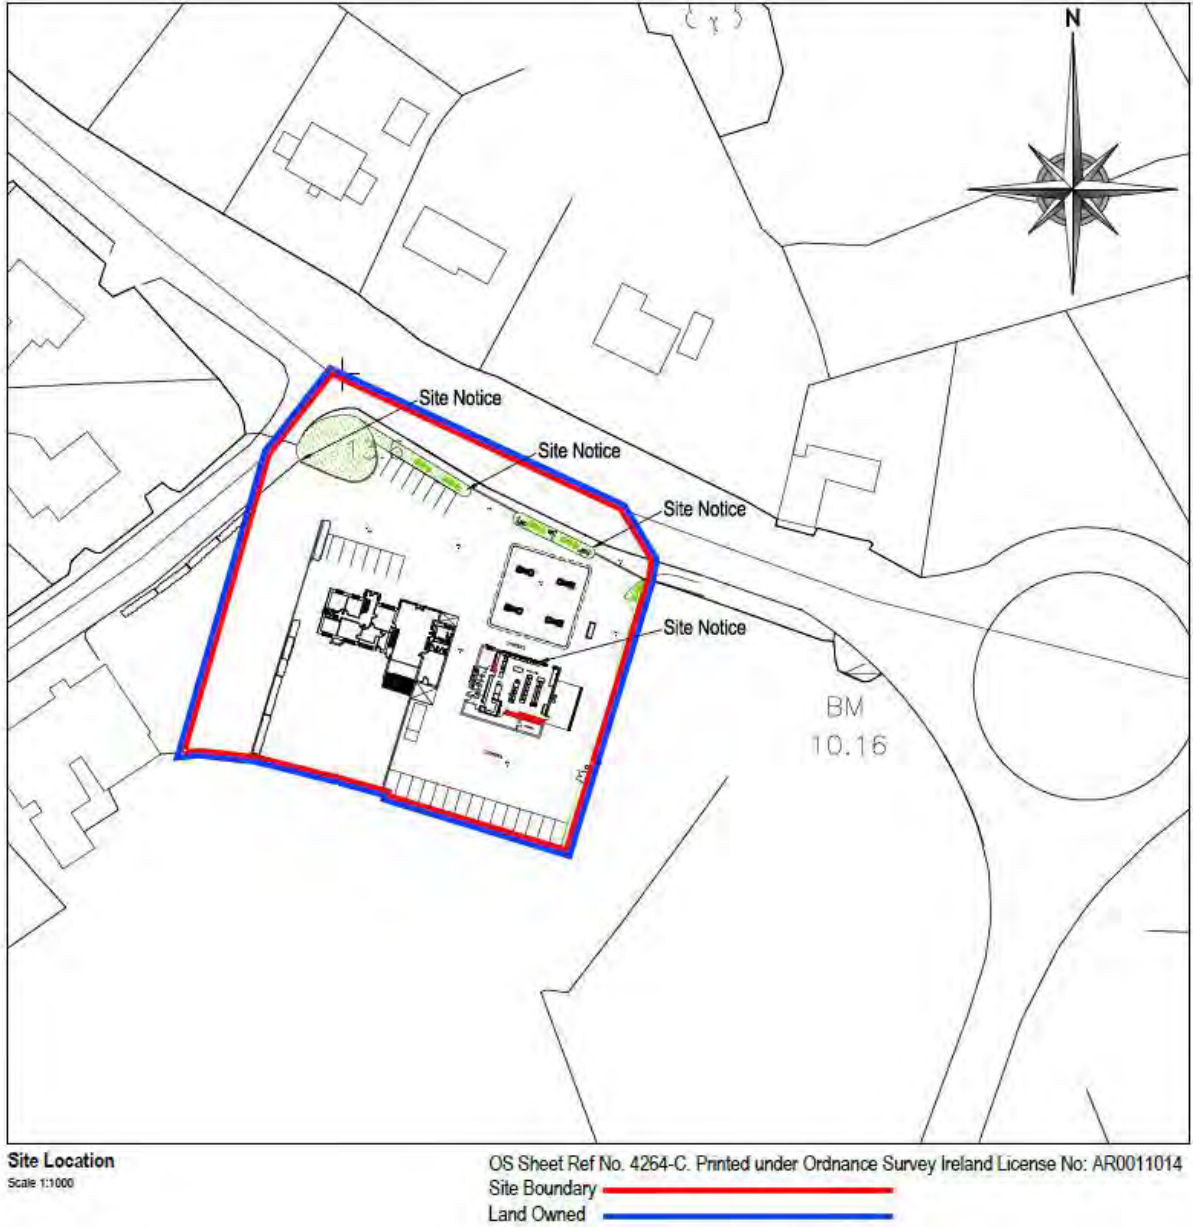 N
Site Notice
Site Notice
Site Notice
Site Notice
BM
10.16
Site Location
Scale 1:1000
OS Sheet Ref No. 4264-C. Printed under Ordnance Survey Ireland License No: AR0011014
Site Boundary
Land Owned